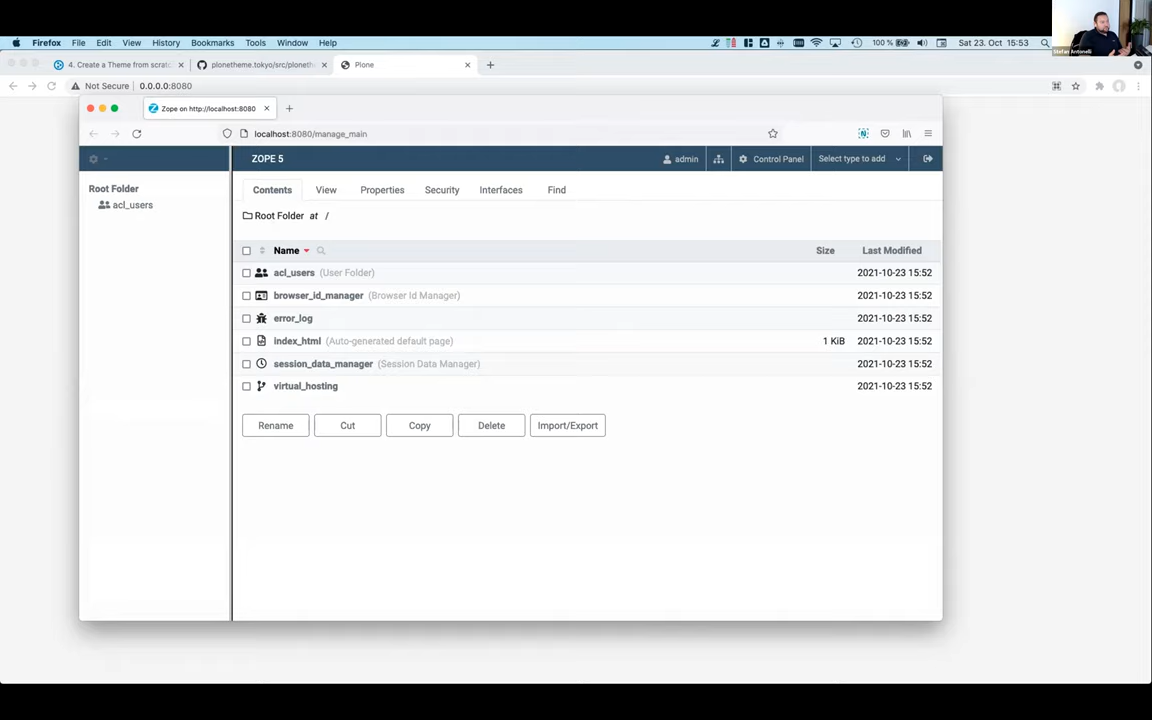 Firefox File Edit View History Bookmarks Tools Window Help 100 % Sat 23. Oct 15:53
Stefan Antonelli
4. Create a Theme from scratc
plonetheme.tokyo/src/ploneth
Plone
Not Secure 0.0.0.0:8080
Zope on http://localhost:8080
localhost:8080/manage_main
ZOPE 5 admin Control Panel Select type to add
Root Folder
acl_users
Contents View Properties Security Interfaces Find
Root Folder at /
Name Size Last Modified
acl_users (User Folder) 2021-10-23 15:52
browser_id_manager (Browser Id Manager) 2021-10-23 15:52
error_log 2021-10-23 15:52
index_html (Auto-generated default page) 1 KiB 2021-10-23 15:52
session_data_manager (Session Data Manager) 2021-10-23 15:52
virtual_hosting 2021-10-23 15:52
Rename Cut Copy Delete Import/Export